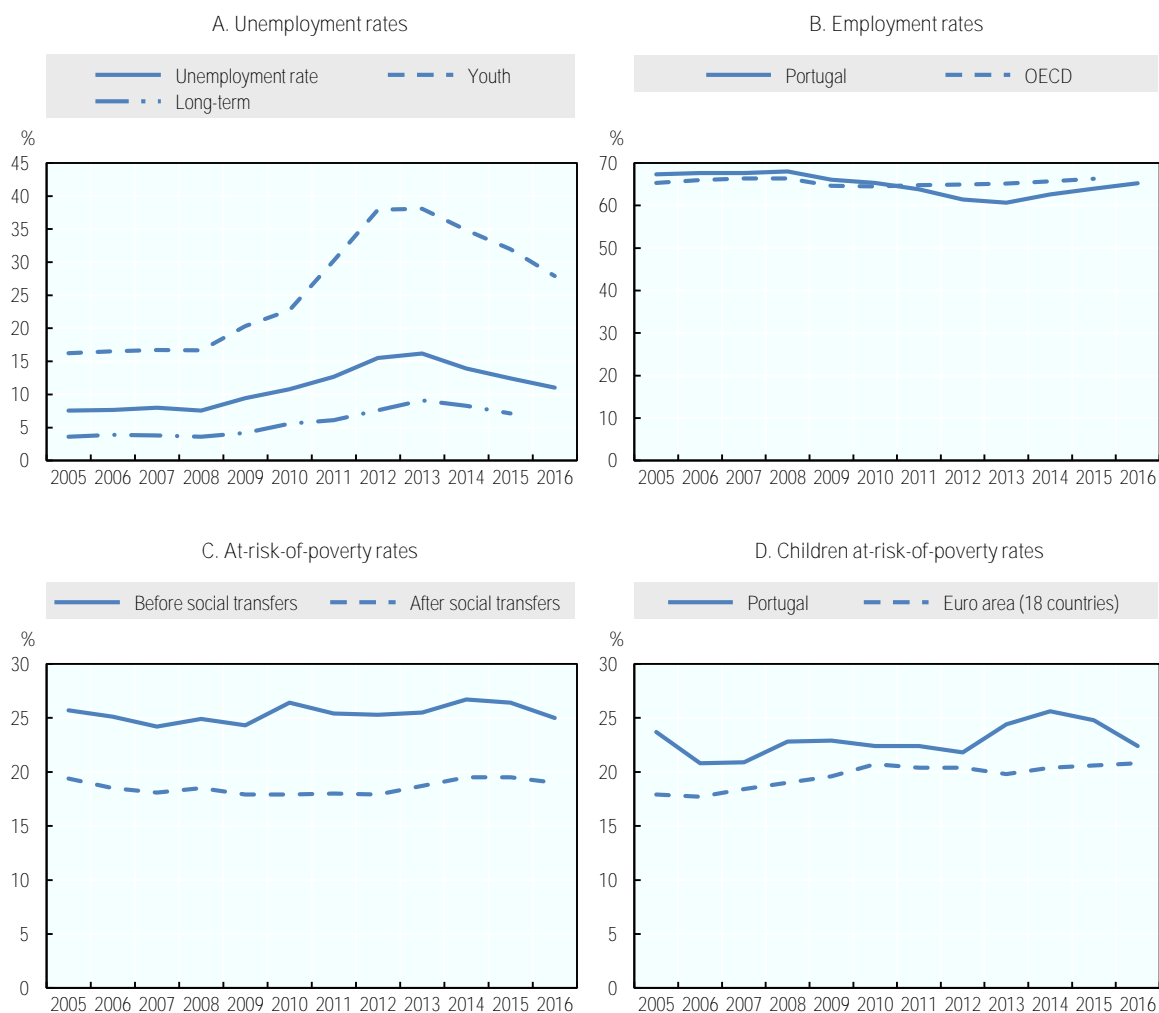 A. Unemployment rates
Unemployment rate
Youth
Long-term
%
45
40
35
30
25
20
15
10
5
0
2005 2006 2007 2008 2009 2010 2011 2012 2013 2014 2015 2016
B. Employment rates
Portugal
OECD
%
70
60
50
40
30
20
10
0
2005 2006 2007 2008 2009 2010 2011 2012 2013 2014 2015 2016
C. At-risk-of-poverty rates
Before social transfers
After social transfers
%
30
25
20
15
10
5
0
2005 2006 2007 2008 2009 2010 2011 2012 2013 2014 2015 2016
D. Children at-risk-of-poverty rates
Portugal
Euro area (18 countries)
%
30
25
20
15
10
5
0
2005 2006 2007 2008 2009 2010 2011 2012 2013 2014 2015 2016